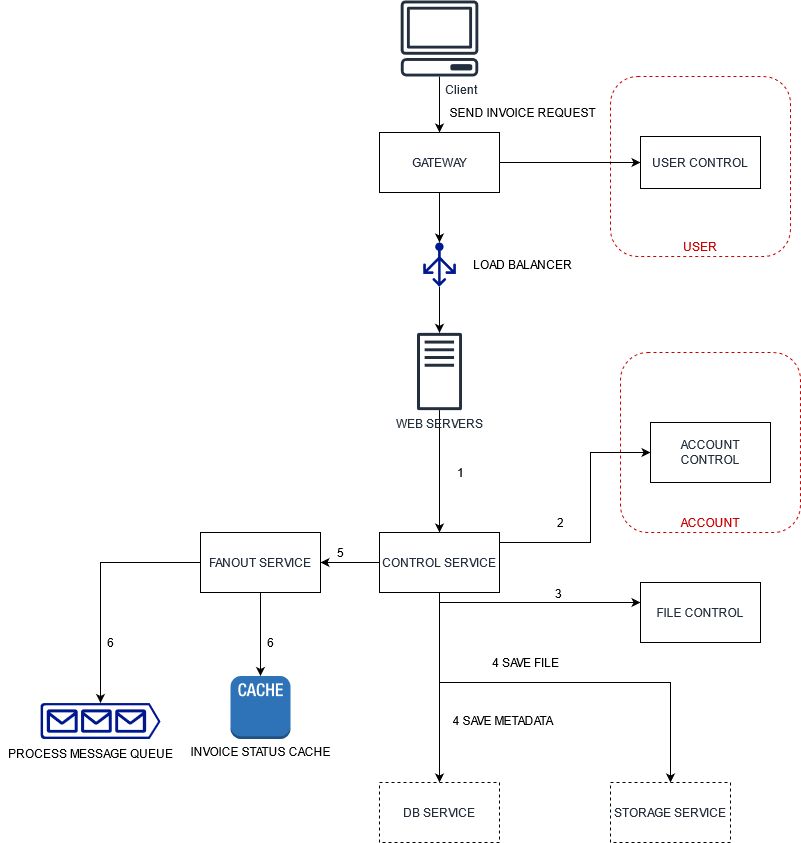 Client
SEND INVOICE REQUEST
GATEWAY
USER CONTROL
USER
LOAD BALANCER
WEB SERVERS
ACCOUNT
CONTROL
ACCOUNT
1
2
FANOUT SERVICE
5
CONTROL SERVICE
3
FILE CONTROL
6
6
4 SAVE FILE
CACHE
4 SAVE METADATA
PROCESS MESSAGE QUEUE
INVOICE STATUS CACHE
DB SERVICE
STORAGE SERVICE